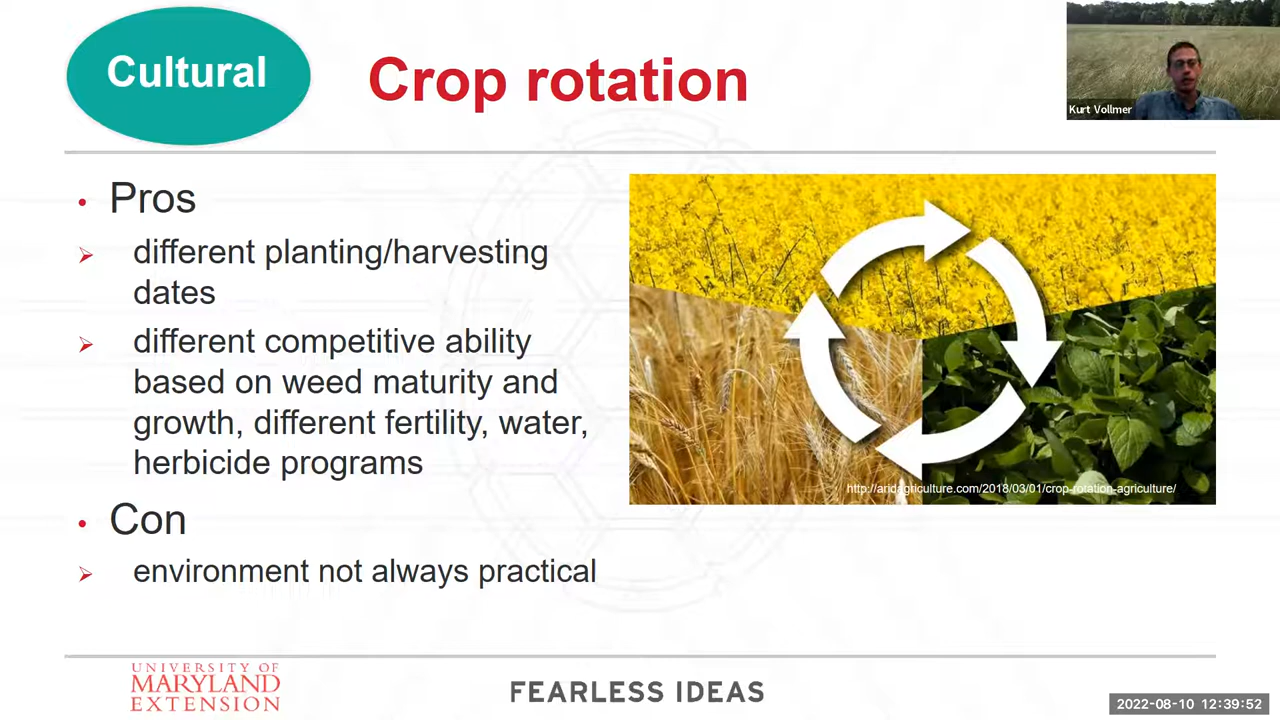 Cultural
Crop rotation
Kurt Vollmer
• Pros
➢ different planting/harvesting
dates
➢ different competitive ability
based on weed maturity and
growth, different fertility, water,
herbicide programs
• Con
➢ environment not always practical
http://aridagriculture.com/2018/03/01/crop-rotation-agriculture/
UNIVERSITY OF
MARYLAND
EXTENSION
FEARLESS IDEAS
2022-08-10 12:39:52